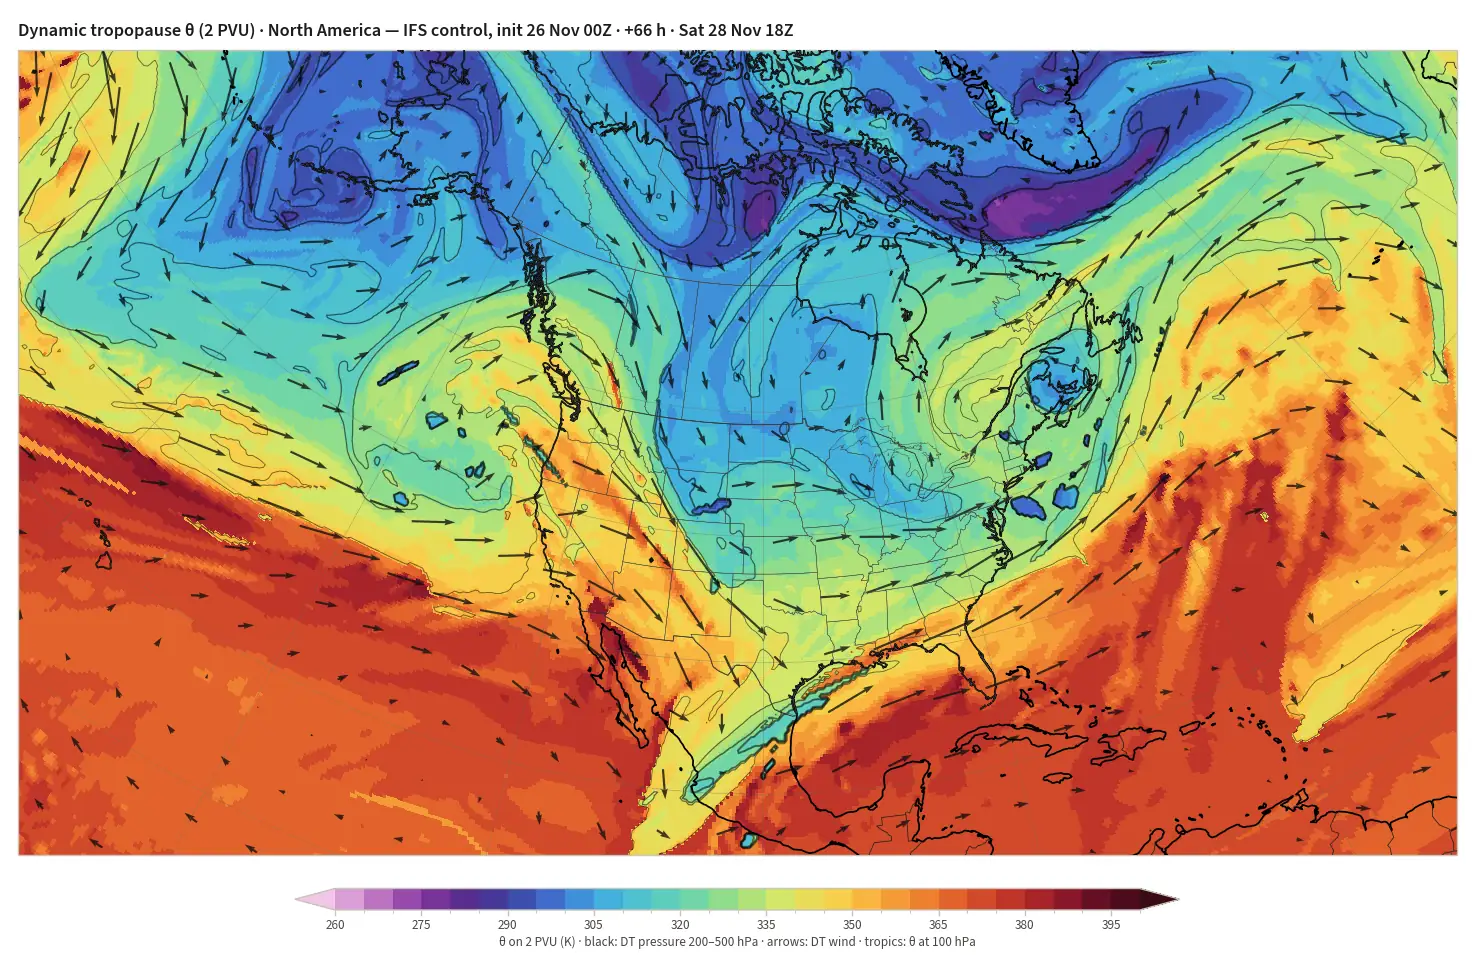 Dynamic tropopause θ (2 PVU) · North America — IFS control, init 26 Nov 00Z · +66 h · Sat 28 Nov 18Z
260 275 290 305 320 335 350 365 380 395
θ on 2 PVU (K) · black: DT pressure 200–500 hPa · arrows: DT wind · tropics: θ at 100 hPa